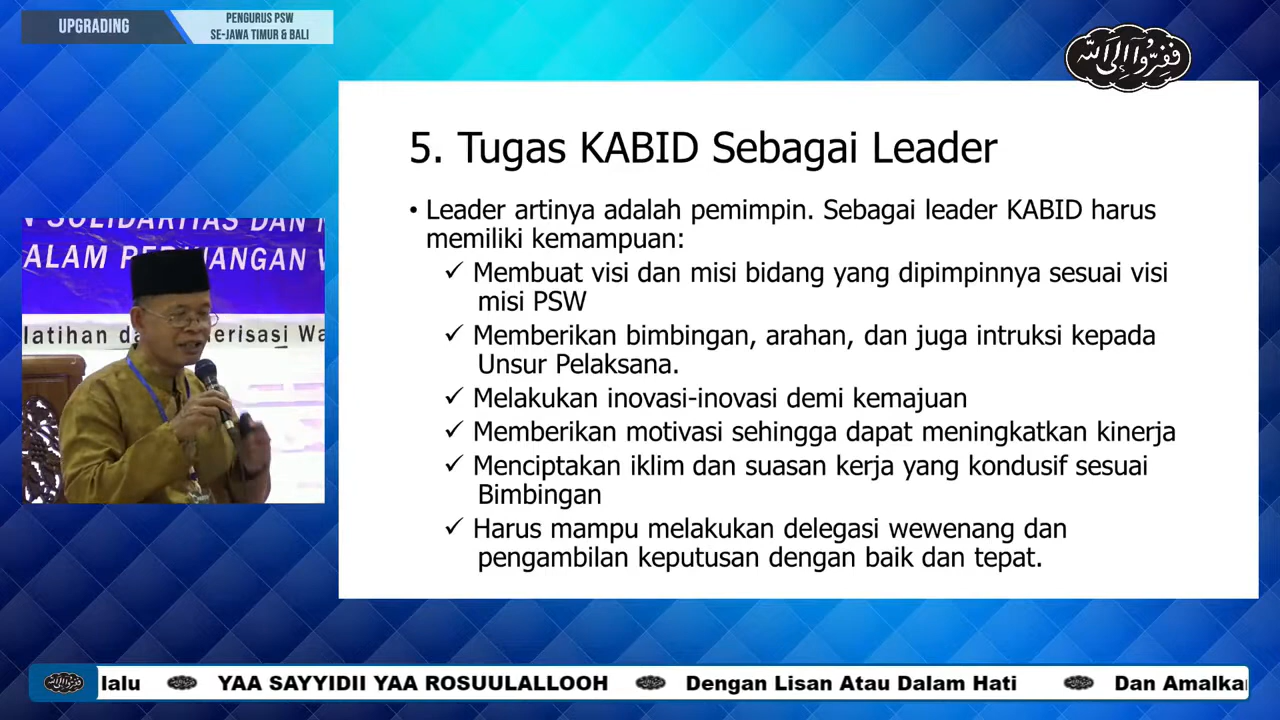 UPGRADING
PENGURUS PSW
SE-JAWA TIMUR & BALI
ففروا إلى الله
5. Tugas KABID Sebagai Leader
• Leader artinya adalah pemimpin. Sebagai leader KABID harus
memiliki kemampuan:
✓ Membuat visi dan misi bidang yang dipimpinnya sesuai visi
misi PSW
✓ Memberikan bimbingan, arahan, dan juga intruksi kepada
Unsur Pelaksana.
✓ Melakukan inovasi-inovasi demi kemajuan
✓ Memberikan motivasi sehingga dapat meningkatkan kinerja
✓ Menciptakan iklim dan suasan kerja yang kondusif sesuai
Bimbingan
✓ Harus mampu melakukan delegasi wewenang dan
pengambilan keputusan dengan baik dan tepat.
SOLIDARITAS DAN
ALAM
latihan
lalu YAA SAYYIDII YAA ROSUULALLOOH Dengan Lisan Atau Dalam Hati Dan Amalka